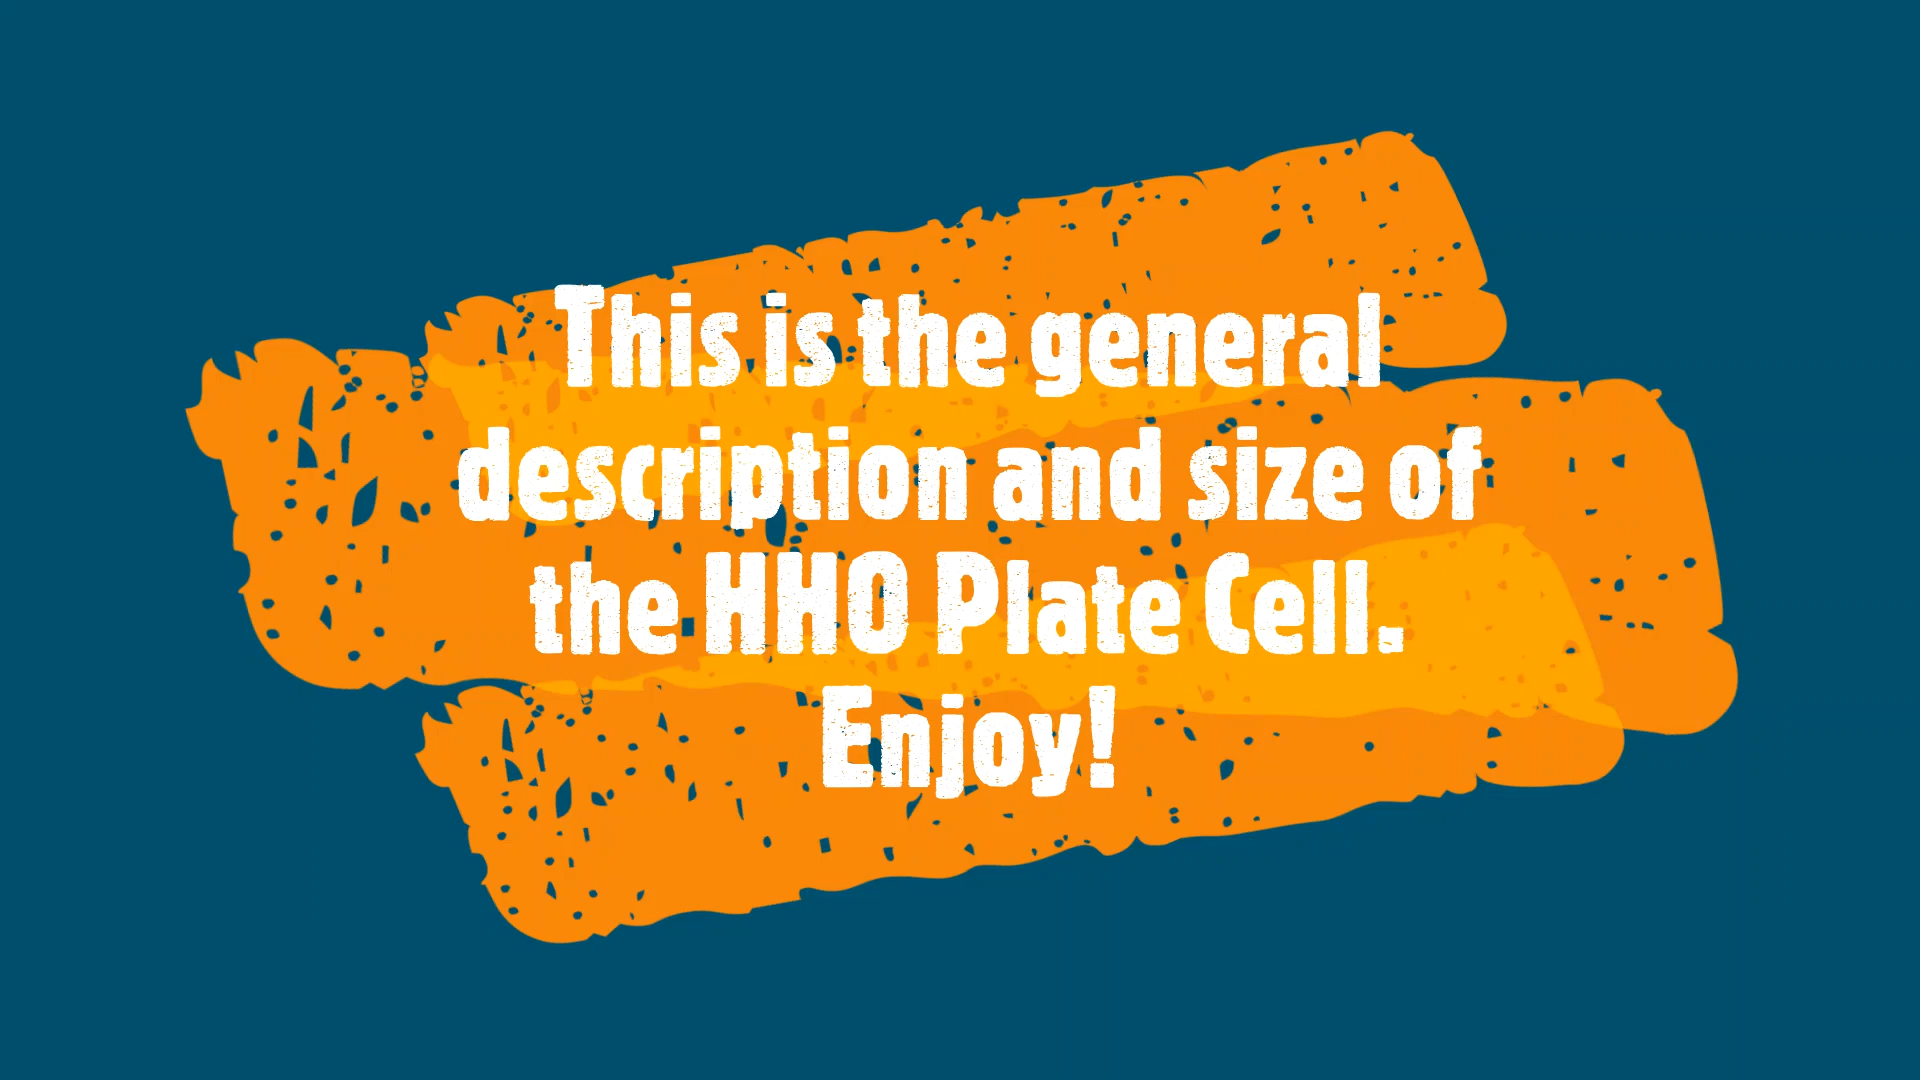 This is the general
description and size of
the HHO Plate Cell.
Enjoy!